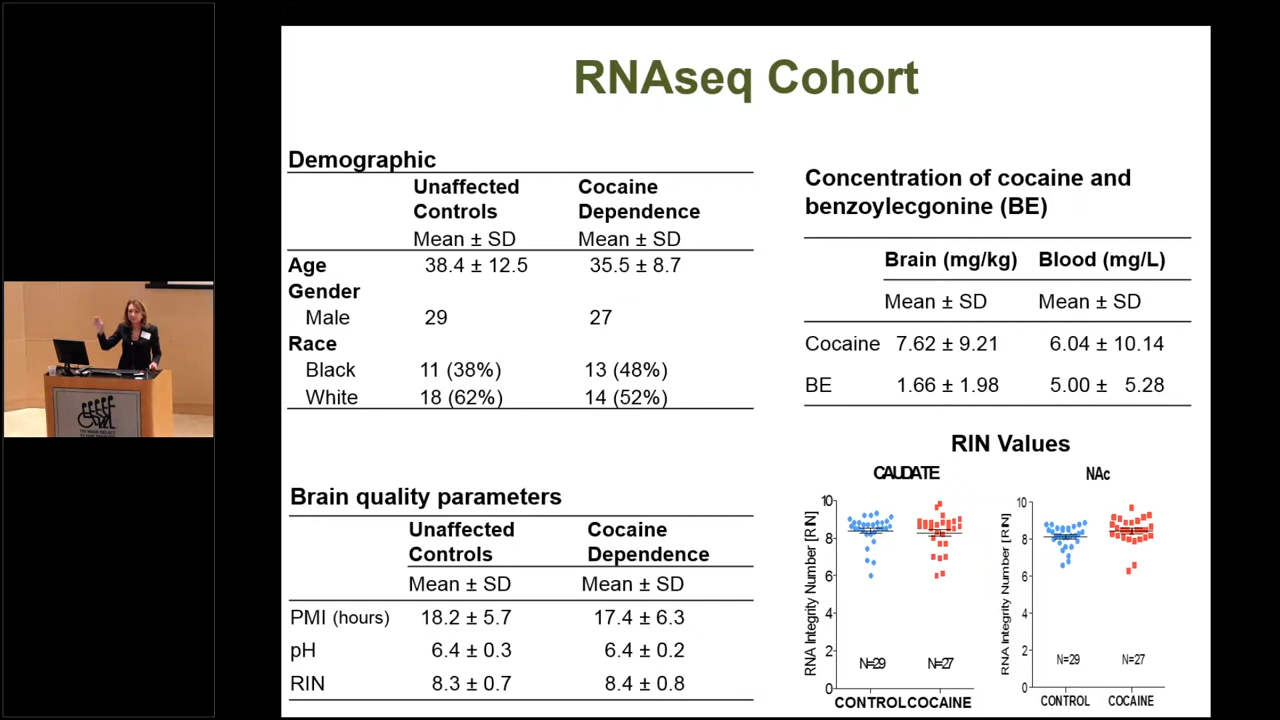 RNAseq Cohort
Demographic
Unaffected Controls Cocaine Dependence
Mean ± SD Mean ± SD
Age 38.4 ± 12.5 35.5 ± 8.7
Gender
Male 29 27
Race
Black 11 (38%) 13 (48%)
White 18 (62%) 14 (52%)
Brain quality parameters
Unaffected Controls Cocaine Dependence
Mean ± SD Mean ± SD
PMI (hours) 18.2 ± 5.7 17.4 ± 6.3
pH 6.4 ± 0.3 6.4 ± 0.2
RIN 8.3 ± 0.7 8.4 ± 0.8
Concentration of cocaine and
benzoylecgonine (BE)
Brain (mg/kg) Blood (mg/L)
Mean ± SD Mean ± SD
Cocaine 7.62 ± 9.21 6.04 ± 10.14
BE 1.66 ± 1.98 5.00 ± 5.28
RIN Values
CAUDATE
RNA Integrity Number [RIN]
10
8
6
4
2
0
N=29 N=27
CONTROL COCAINE
NAc
RNA Integrity Number [RIN]
10
8
6
4
2
0
N=29 N=27
CONTROL COCAINE